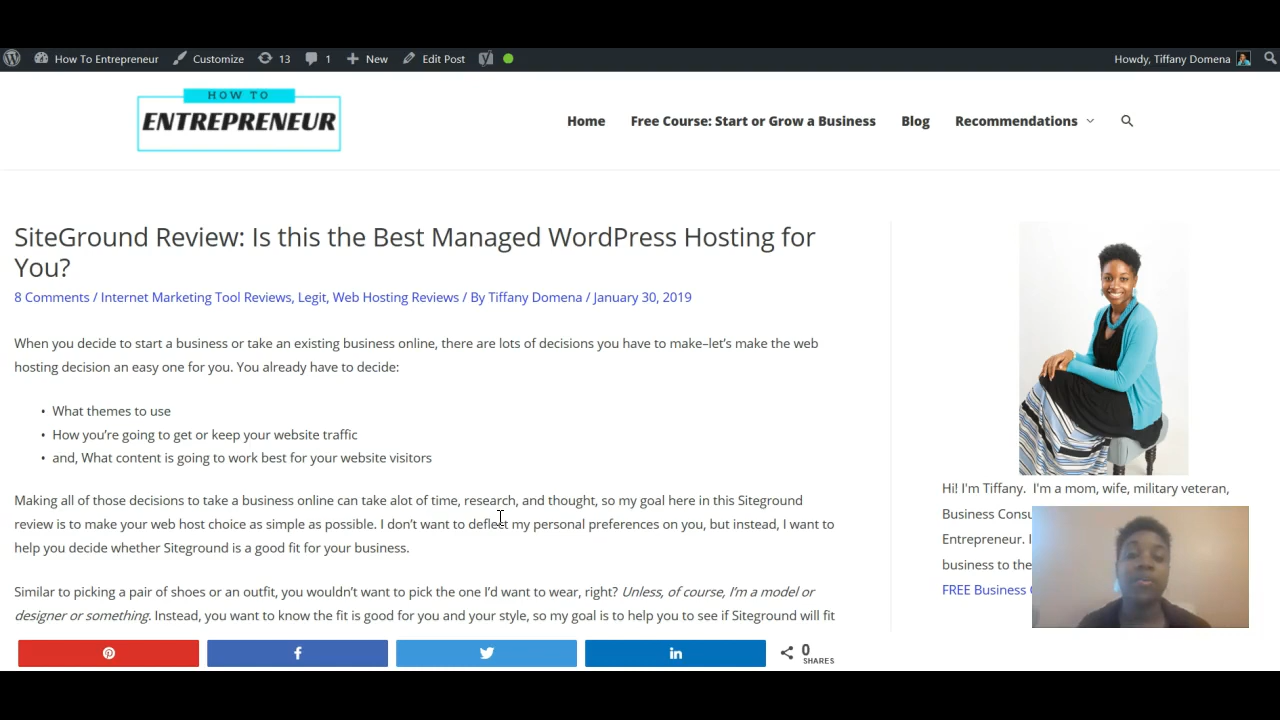 How To Entrepreneur Customize 13 1 New Edit Post Howdy, Tiffany Domena
HOW TO
ENTREPRENEUR
Home Free Course: Start or Grow a Business Blog Recommendations
SiteGround Review: Is this the Best Managed WordPress Hosting for
You?
8 Comments / Internet Marketing Tool Reviews, Legit, Web Hosting Reviews / By Tiffany Domena / January 30, 2019
When you decide to start a business or take an existing business online, there are lots of decisions you have to make–let's make the web
hosting decision an easy one for you. You already have to decide:
• What themes to use
• How you're going to get or keep your website traffic
• and, What content is going to work best for your website visitors
Making all of those decisions to take a business online can take alot of time, research, and thought, so my goal here in this Siteground
review is to make your web host choice as simple as possible. I don't want to deflect my personal preferences on you, but instead, I want to
help you decide whether Siteground is a good fit for your business.
Similar to picking a pair of shoes or an outfit, you wouldn't want to pick the one I'd want to wear, right? Unless, of course, I'm a model or
designer or something. Instead, you want to know the fit is good for you and your style, so my goal is to help you to see if Siteground will fit
0
SHARES
Hi! I'm Tiffany. I'm a mom, wife, military veteran,
Business
Entrepreneur. I
business to the
FREE Business